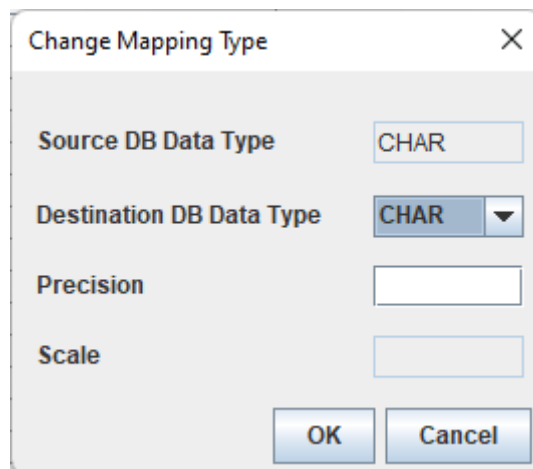 Change Mapping Type
Source DB Data Type CHAR
Destination DB Data Type CHAR
Precision
Scale
OK Cancel